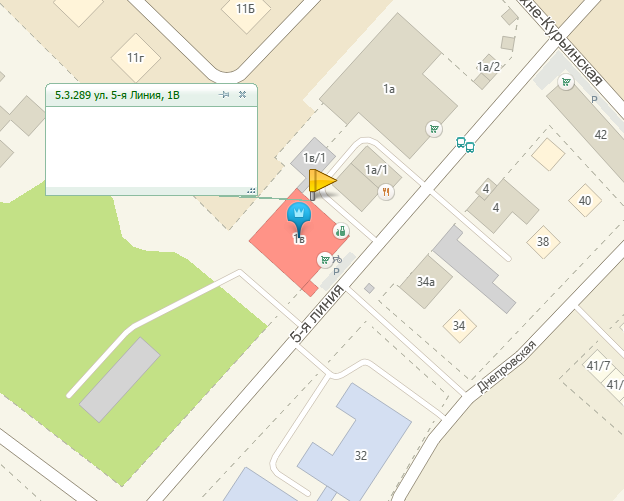 11Б
хне-Курьинская
11г
1а/2
1а
P
42
5.3.289 ул. 5-я Линия, 1В
1в/1
1а/1
4
4
40
1в
38
P
34а
5-я линия
34
Днепровская
41/7
41/
32